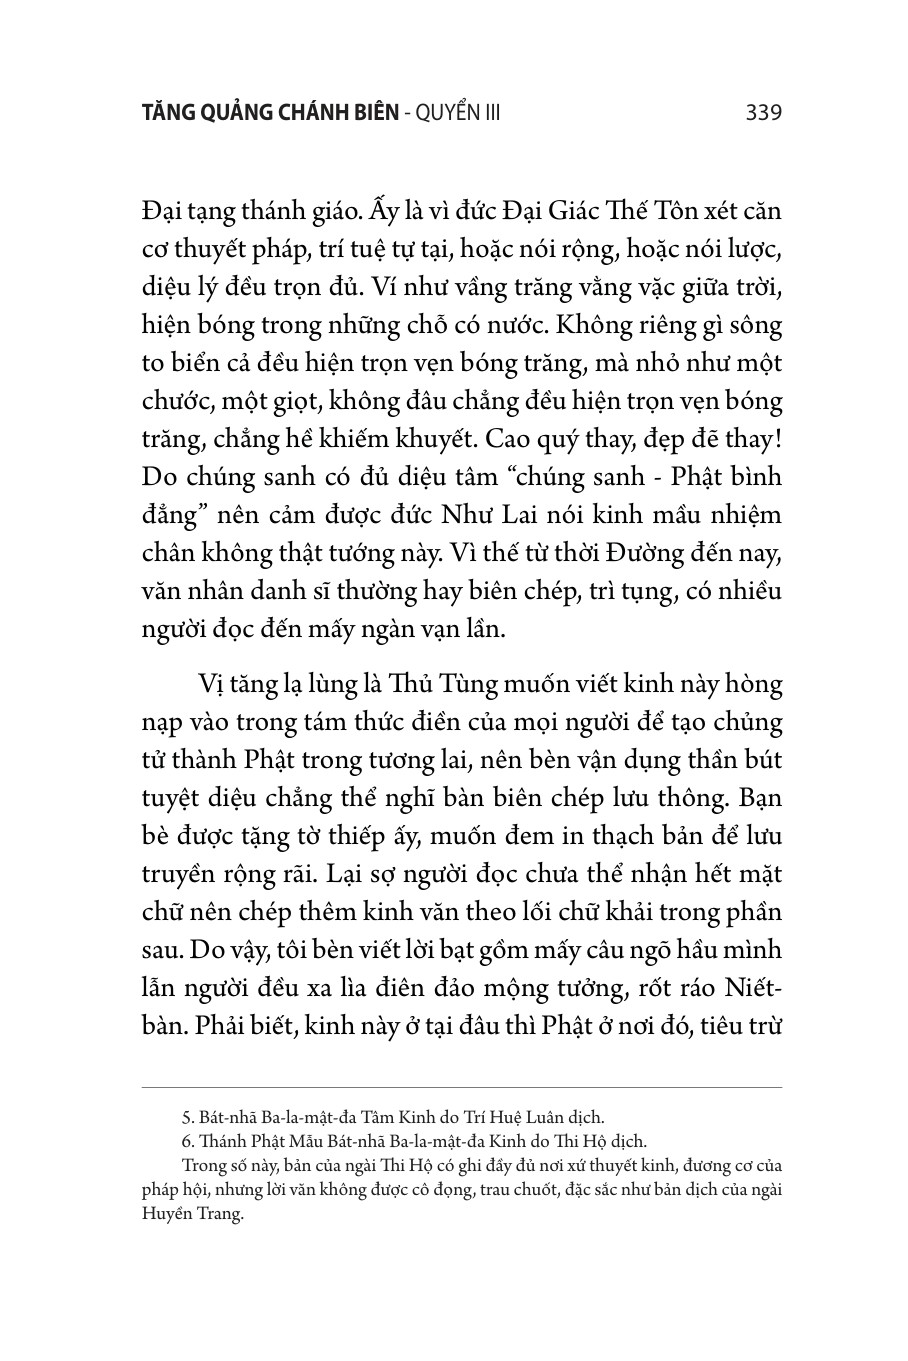 TĂNG QUẢNG CHÁNH BIÊN - QUYỂN III 339
Đại tạng thánh giáo. Ấy là vì đức Đại Giác Thế Tôn xét căn
cơ thuyết pháp, trí tuệ tự tại, hoặc nói rộng, hoặc nói lược,
diệu lý đều trọn đủ. Ví như vầng trăng vằng vặc giữa trời,
hiện bóng trong những chỗ có nước. Không riêng gì sông
to biển cả đều hiện trọn vẹn bóng trăng, mà nhỏ như một
chước, một giọt, không đâu chẳng đều hiện trọn vẹn bóng
trăng, chẳng hề khiếm khuyết. Cao quý thay, đẹp đẽ thay!
Do chúng sanh có đủ diệu tâm “chúng sanh - Phật bình
đẳng” nên cảm được đức Như Lai nói kinh mầu nhiệm
chân không thật tướng này. Vì thế từ thời Đường đến nay,
văn nhân danh sĩ thường hay biên chép, trì tụng, có nhiều
người đọc đến mấy ngàn vạn lần.
Vị tăng lạ lùng là Thủ Tùng muốn viết kinh này hòng
nạp vào trong tám thức điền của mọi người để tạo chủng
tử thành Phật trong tương lai, nên bèn vận dụng thần bút
tuyệt diệu chẳng thể nghĩ bàn biên chép lưu thông. Bạn
bè được tặng tờ thiếp ấy, muốn đem in thạch bản để lưu
truyền rộng rãi. Lại sợ người đọc chưa thể nhận hết mặt
chữ nên chép thêm kinh văn theo lối chữ khải trong phần
sau. Do vậy, tôi bèn viết lời bạt gồm mấy câu ngõ hầu mình
lẫn người đều xa lìa điên đảo mộng tưởng, rốt ráo Niết-
bàn. Phải biết, kinh này ở tại đâu thì Phật ở nơi đó, tiêu trừ
5. Bát-nhã Ba-la-mật-đa Tâm Kinh do Trí Huệ Luân dịch.
6. Thánh Phật Mẫu Bát-nhã Ba-la-mật-đa Kinh do Thi Hộ dịch.
Trong số này, bản của ngài Thi Hộ có ghi đầy đủ nơi xứ thuyết kinh, đương cơ của
pháp hội, nhưng lời văn không được cô đọng, trau chuốt, đặc sắc như bản dịch của ngài
Huyền Trang.